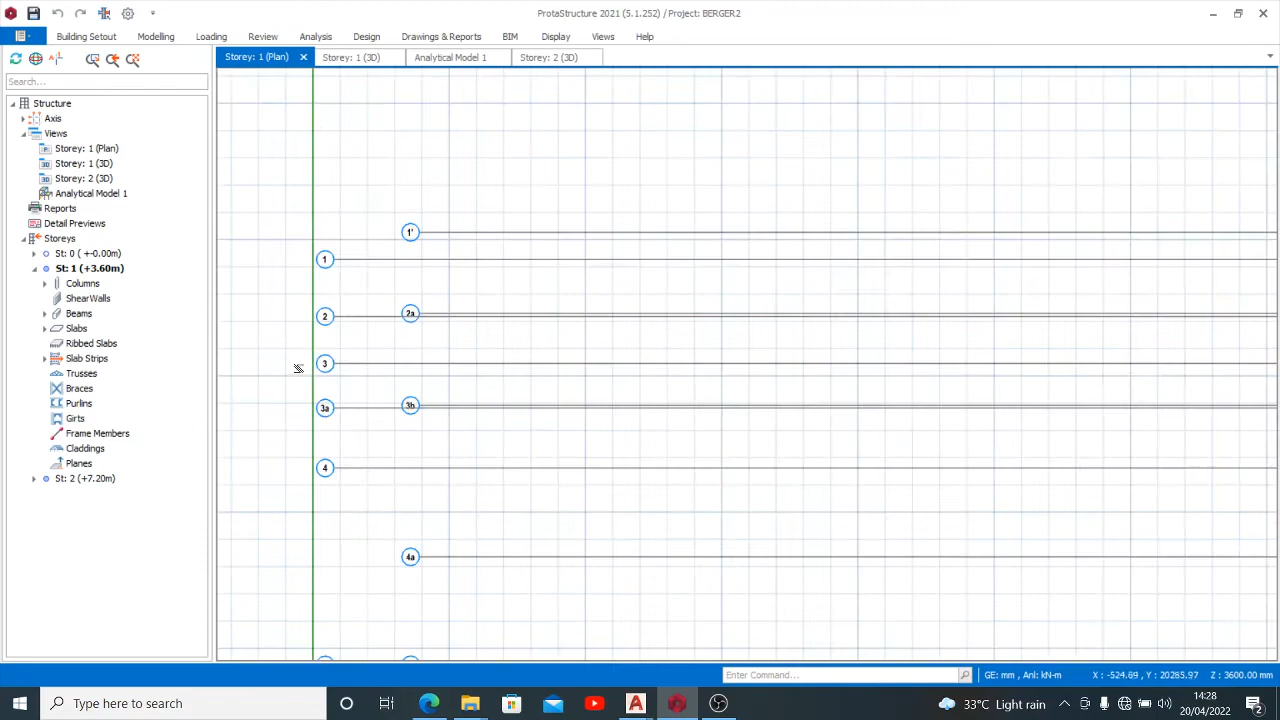 ProtaStructure 2021 (5.1.252) / Project: BERGER2
Building Setout Modelling Loading Review Analysis Design Drawings & Reports BIM Display Views Help
Storey: 1 (Plan) Storey: 1 (3D) Analytical Model 1 Storey: 2 (3D)
Search...
Structure
Axis
Views
Storey: 1 (Plan)
Storey: 1 (3D)
Storey: 2 (3D)
Analytical Model 1
Reports
Detail Previews
Storeys
St: 0 ( +-0.00m)
St: 1 (+3.60m)
Columns
ShearWalls
Beams
Slabs
Ribbed Slabs
Slab Strips
Trusses
Braces
Purlins
Girts
Frame Members
Claddings
Planes
St: 2 (+7.20m)
1'
1
2 2a
3
3a 3b
4
4a
Enter Command... GE: mm , Anl: kN-m X : -524.69 , Y : 20285.97 Z : 3600.00 mm
Type here to search
33°C Light rain
14:28
20/04/2022